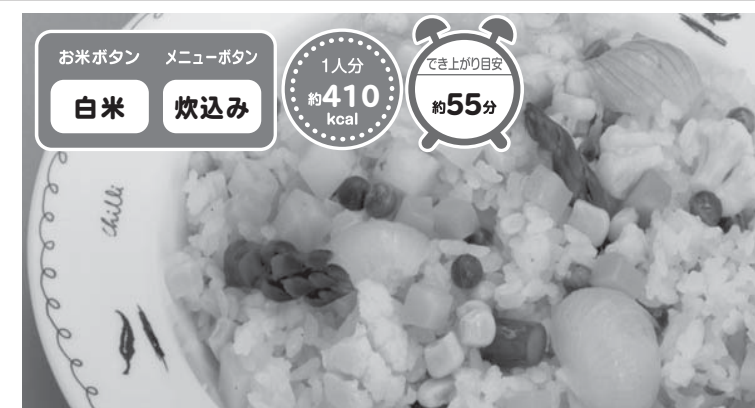 お米ボタン
メニューボタン
白米
炊込み
1人分
約410
kcal
でき上がり目安
約55分
chilli